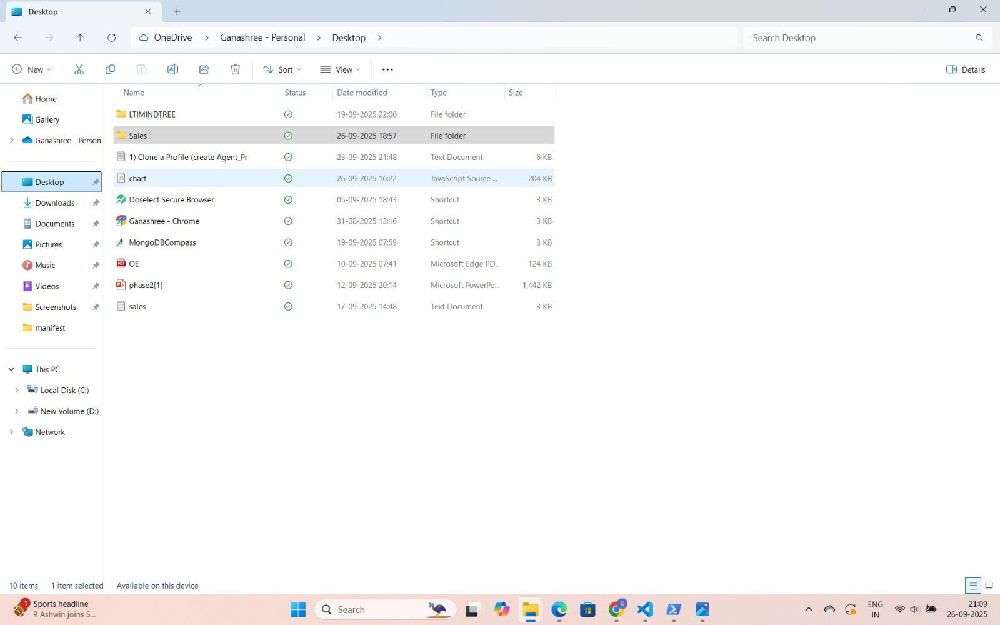 Desktop
OneDrive > Ganashree - Personal > Desktop >
Search Desktop
New
Sort
View
Details
Name Status Date modified Type Size
LTIMINDTREE 19-09-2025 22:00 File folder
Sales 26-09-2025 18:57 File folder
1) Clone a Profile (create Agent_Pr 23-09-2025 21:48 Text Document 6 KB
chart 26-09-2025 16:22 JavaScript Source ... 204 KB
Doselect Secure Browser 05-09-2025 18:43 Shortcut 3 KB
Ganashree - Chrome 31-08-2025 13:16 Shortcut 3 KB
MongoDBCompass 19-09-2025 07:59 Shortcut 3 KB
OE 10-09-2025 07:41 Microsoft Edge PD... 124 KB
phase2[1] 12-09-2025 20:14 Microsoft PowerPo... 1,442 KB
sales 17-09-2025 14:48 Text Document 3 KB
Home
Gallery
Ganashree - Person
Desktop
Downloads
Documents
Pictures
Music
Videos
Screenshots
manifest
This PC
Local Disk (C:)
New Volume (D:)
Network
10 items 1 item selected Available on this device
1
Sports headline
R Ashwin joins S...
Search
G
ENG
IN
21:09
26-09-2025